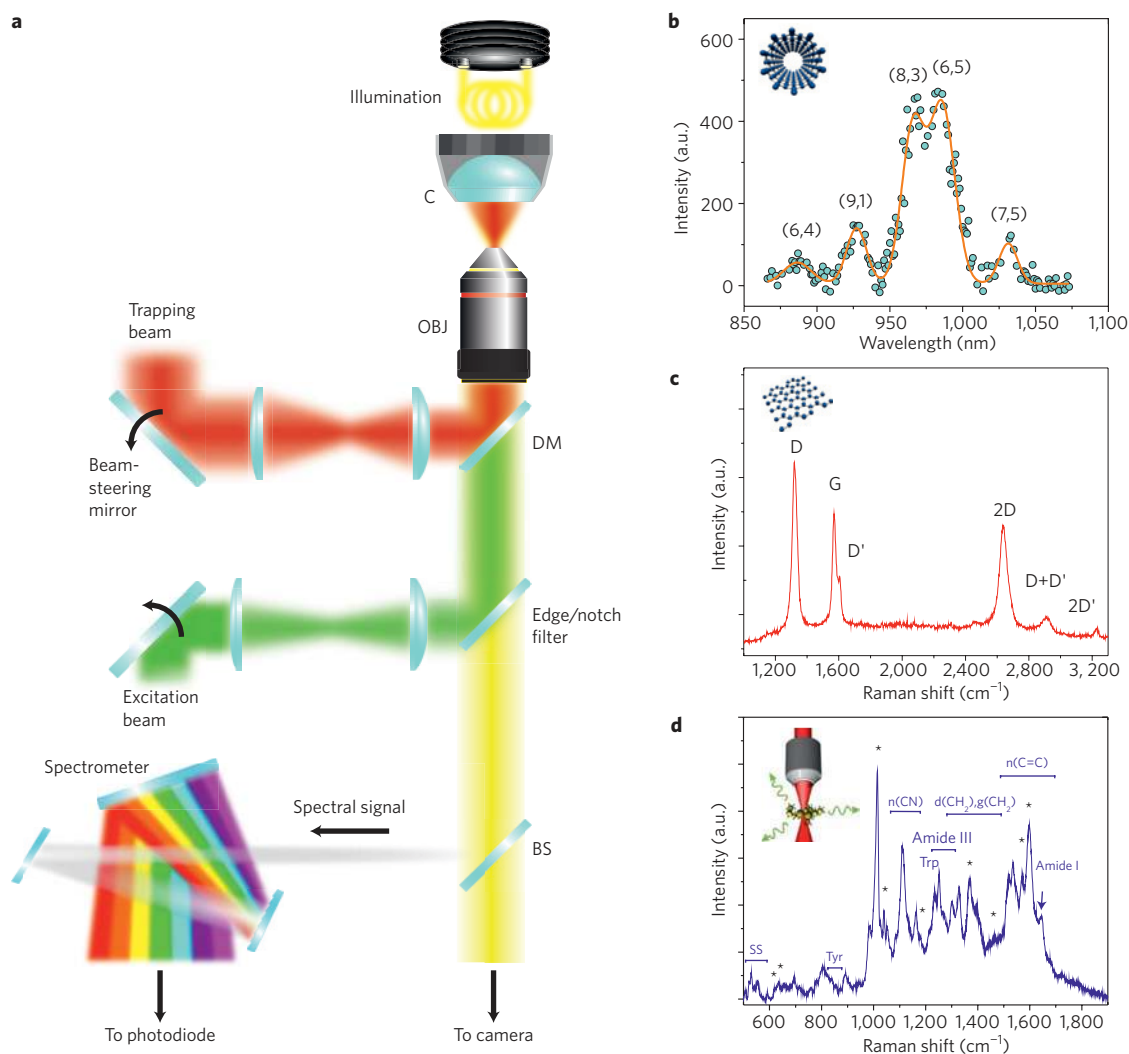 a
Illumination
C
OBJ
Trapping
beam
DM
Beam-
steering
mirror
Edge/notch
filter
Excitation
beam
Spectrometer
Spectral signal
BS
To photodiode
To camera
b
600
400
200
0
Intensity (a.u.)
(6,4)
(9,1)
(8,3)
(6,5)
(7,5)
850
900
950
1,000
1,050
1,100
Wavelength (nm)
c
Intensity (a.u.)
D
G
D'
2D
D+D'
2D'
1,200
1,600
2,000
2,400
2,800
3,200
Raman shift (cm⁻¹)
d
Intensity (a.u.)
SS
*
*
Tyr
*
*
n(CN)
*
Amide III
Trp
d(CH₂),g(CH₂)
*
*
n(C=C)
*
*
Amide I
600
800
1,000
1,200
1,400
1,600
1,800
Raman shift (cm⁻¹)